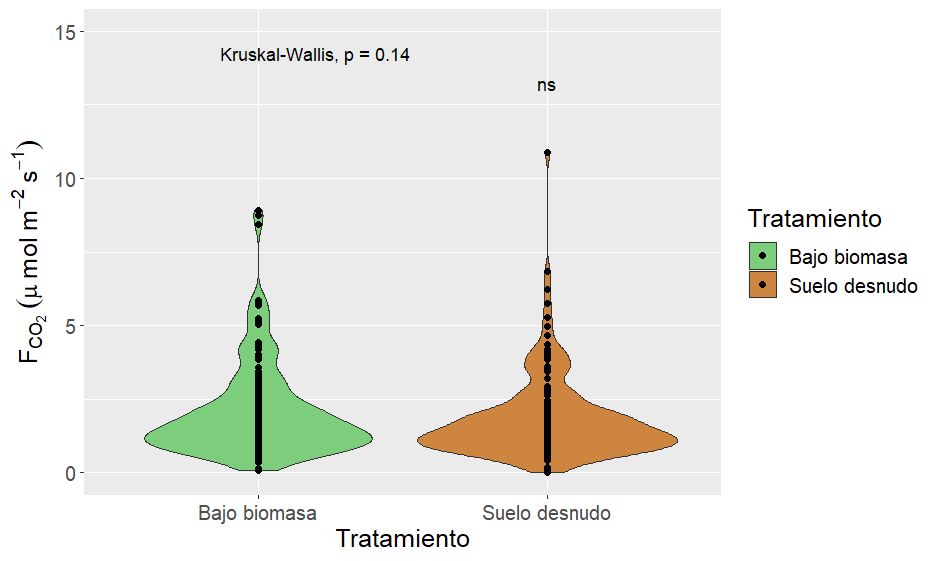 15
Kruskal-Wallis, p = 0.14
ns
10
5
0
F_CO₂ (μ mol m⁻² s⁻¹)
Bajo biomasa
Suelo desnudo
Tratamiento
Tratamiento
Bajo biomasa
Suelo desnudo